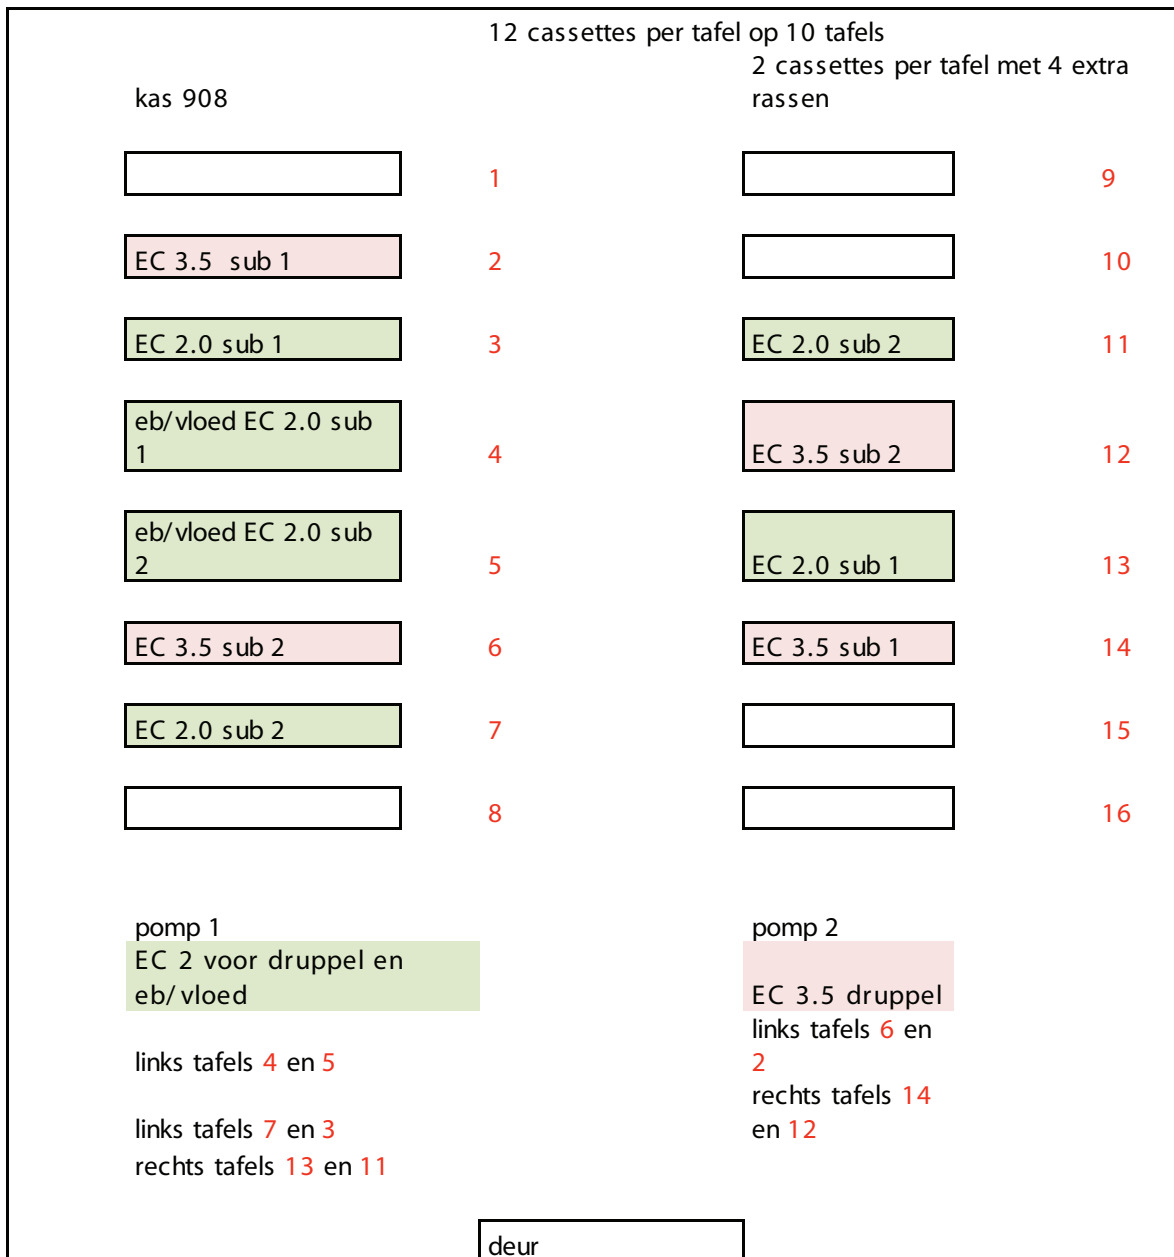 12 cassettes per tafel op 10 tafels
2 cassettes per tafel met 4 extra
kas 908
rassen
1
9
EC 3.5 sub 1
2
10
EC 2.0 sub 1
3
EC 2.0 sub 2
11
eb/vloed EC 2.0 sub
1
4
EC 3.5 sub 2
12
eb/vloed EC 2.0 sub
2
5
EC 2.0 sub 1
13
EC 3.5 sub 2
6
EC 3.5 sub 1
14
EC 2.0 sub 2
7
15
8
16
pomp 1
EC 2 voor druppel en
eb/vloed
links tafels 4 en 5
links tafels 7 en 3
rechts tafels 13 en 11
pomp 2
EC 3.5 druppel
links tafels 6 en
2
rechts tafels 14
en 12
deur